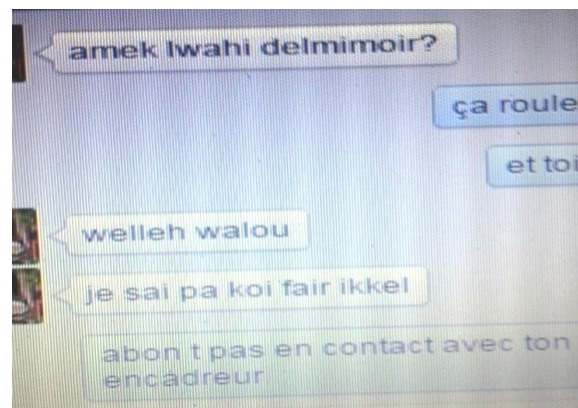 amek lwahi delmimoir?
ça roule
et toi
welleh walou
je sai pa koi fair ikkel
abon t pas en contact avec ton
encadreur